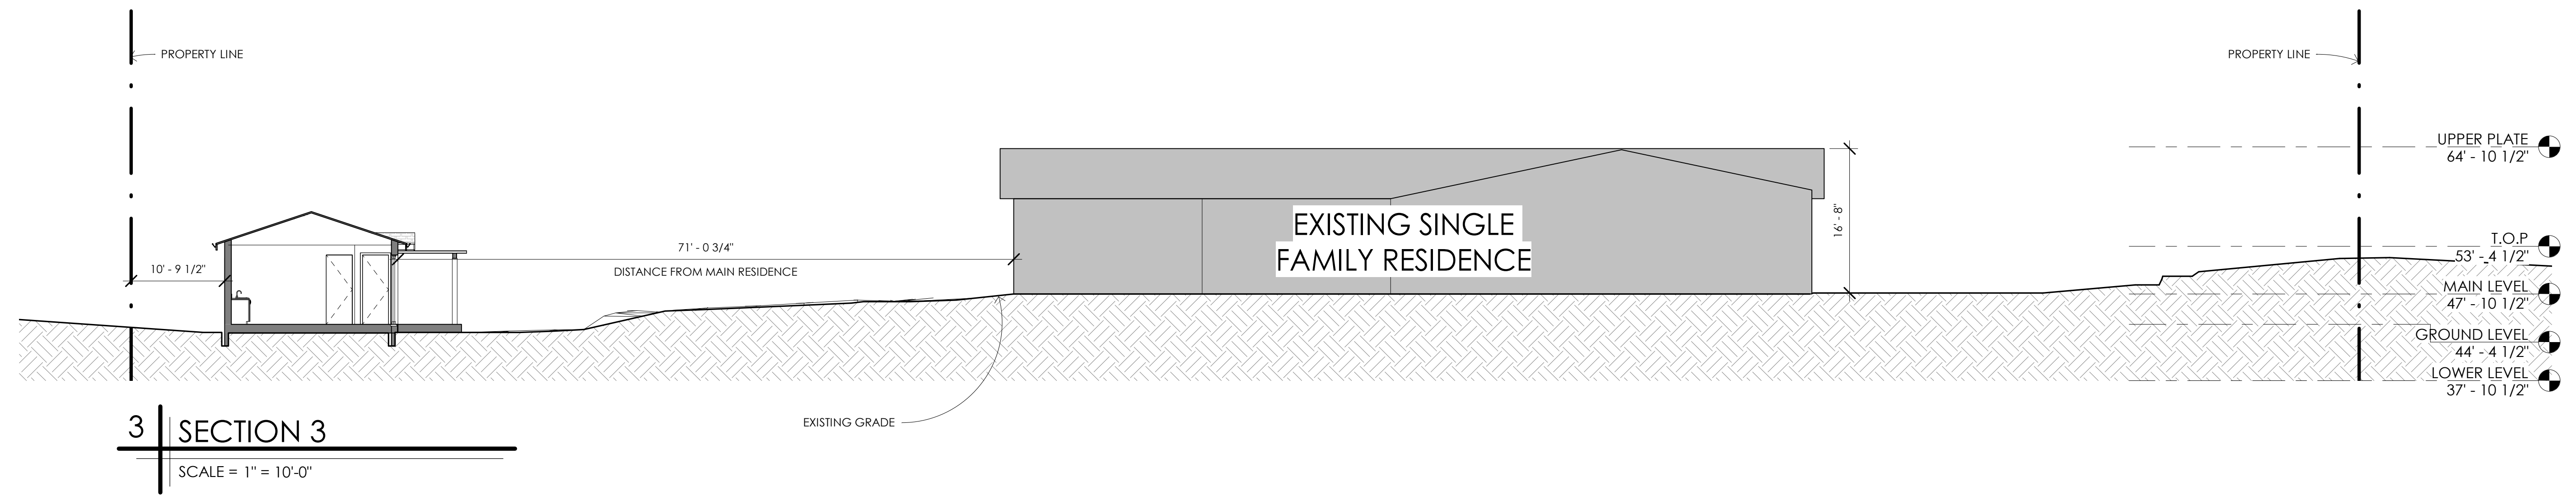 PROPERTY LINE
PROPERTY LINE
UPPER PLATE
64' - 10 1/2"
EXISTING SINGLE
FAMILY RESIDENCE
16' - 8"
T.O.P
53' - 4 1/2"
71' - 0 3/4"
DISTANCE FROM MAIN RESIDENCE
10' - 9 1/2"
MAIN LEVEL
47' - 10 1/2"
GROUND LEVEL
44' - 4 1/2"
LOWER LEVEL
37' - 10 1/2"
EXISTING GRADE
3
SECTION 3
SCALE = 1" = 10'-0"